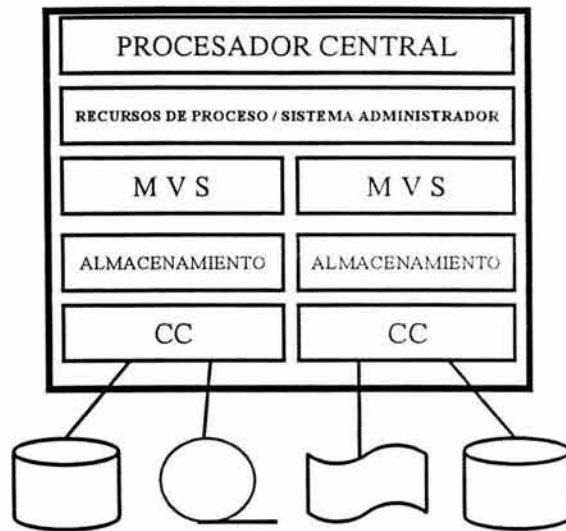 PROCESADOR CENTRAL
RECURSOS DE PROCESO / SISTEMA ADMINISTRADOR
M V S
M V S
ALMACENAMIENTO
ALMACENAMIENTO
CC
CC